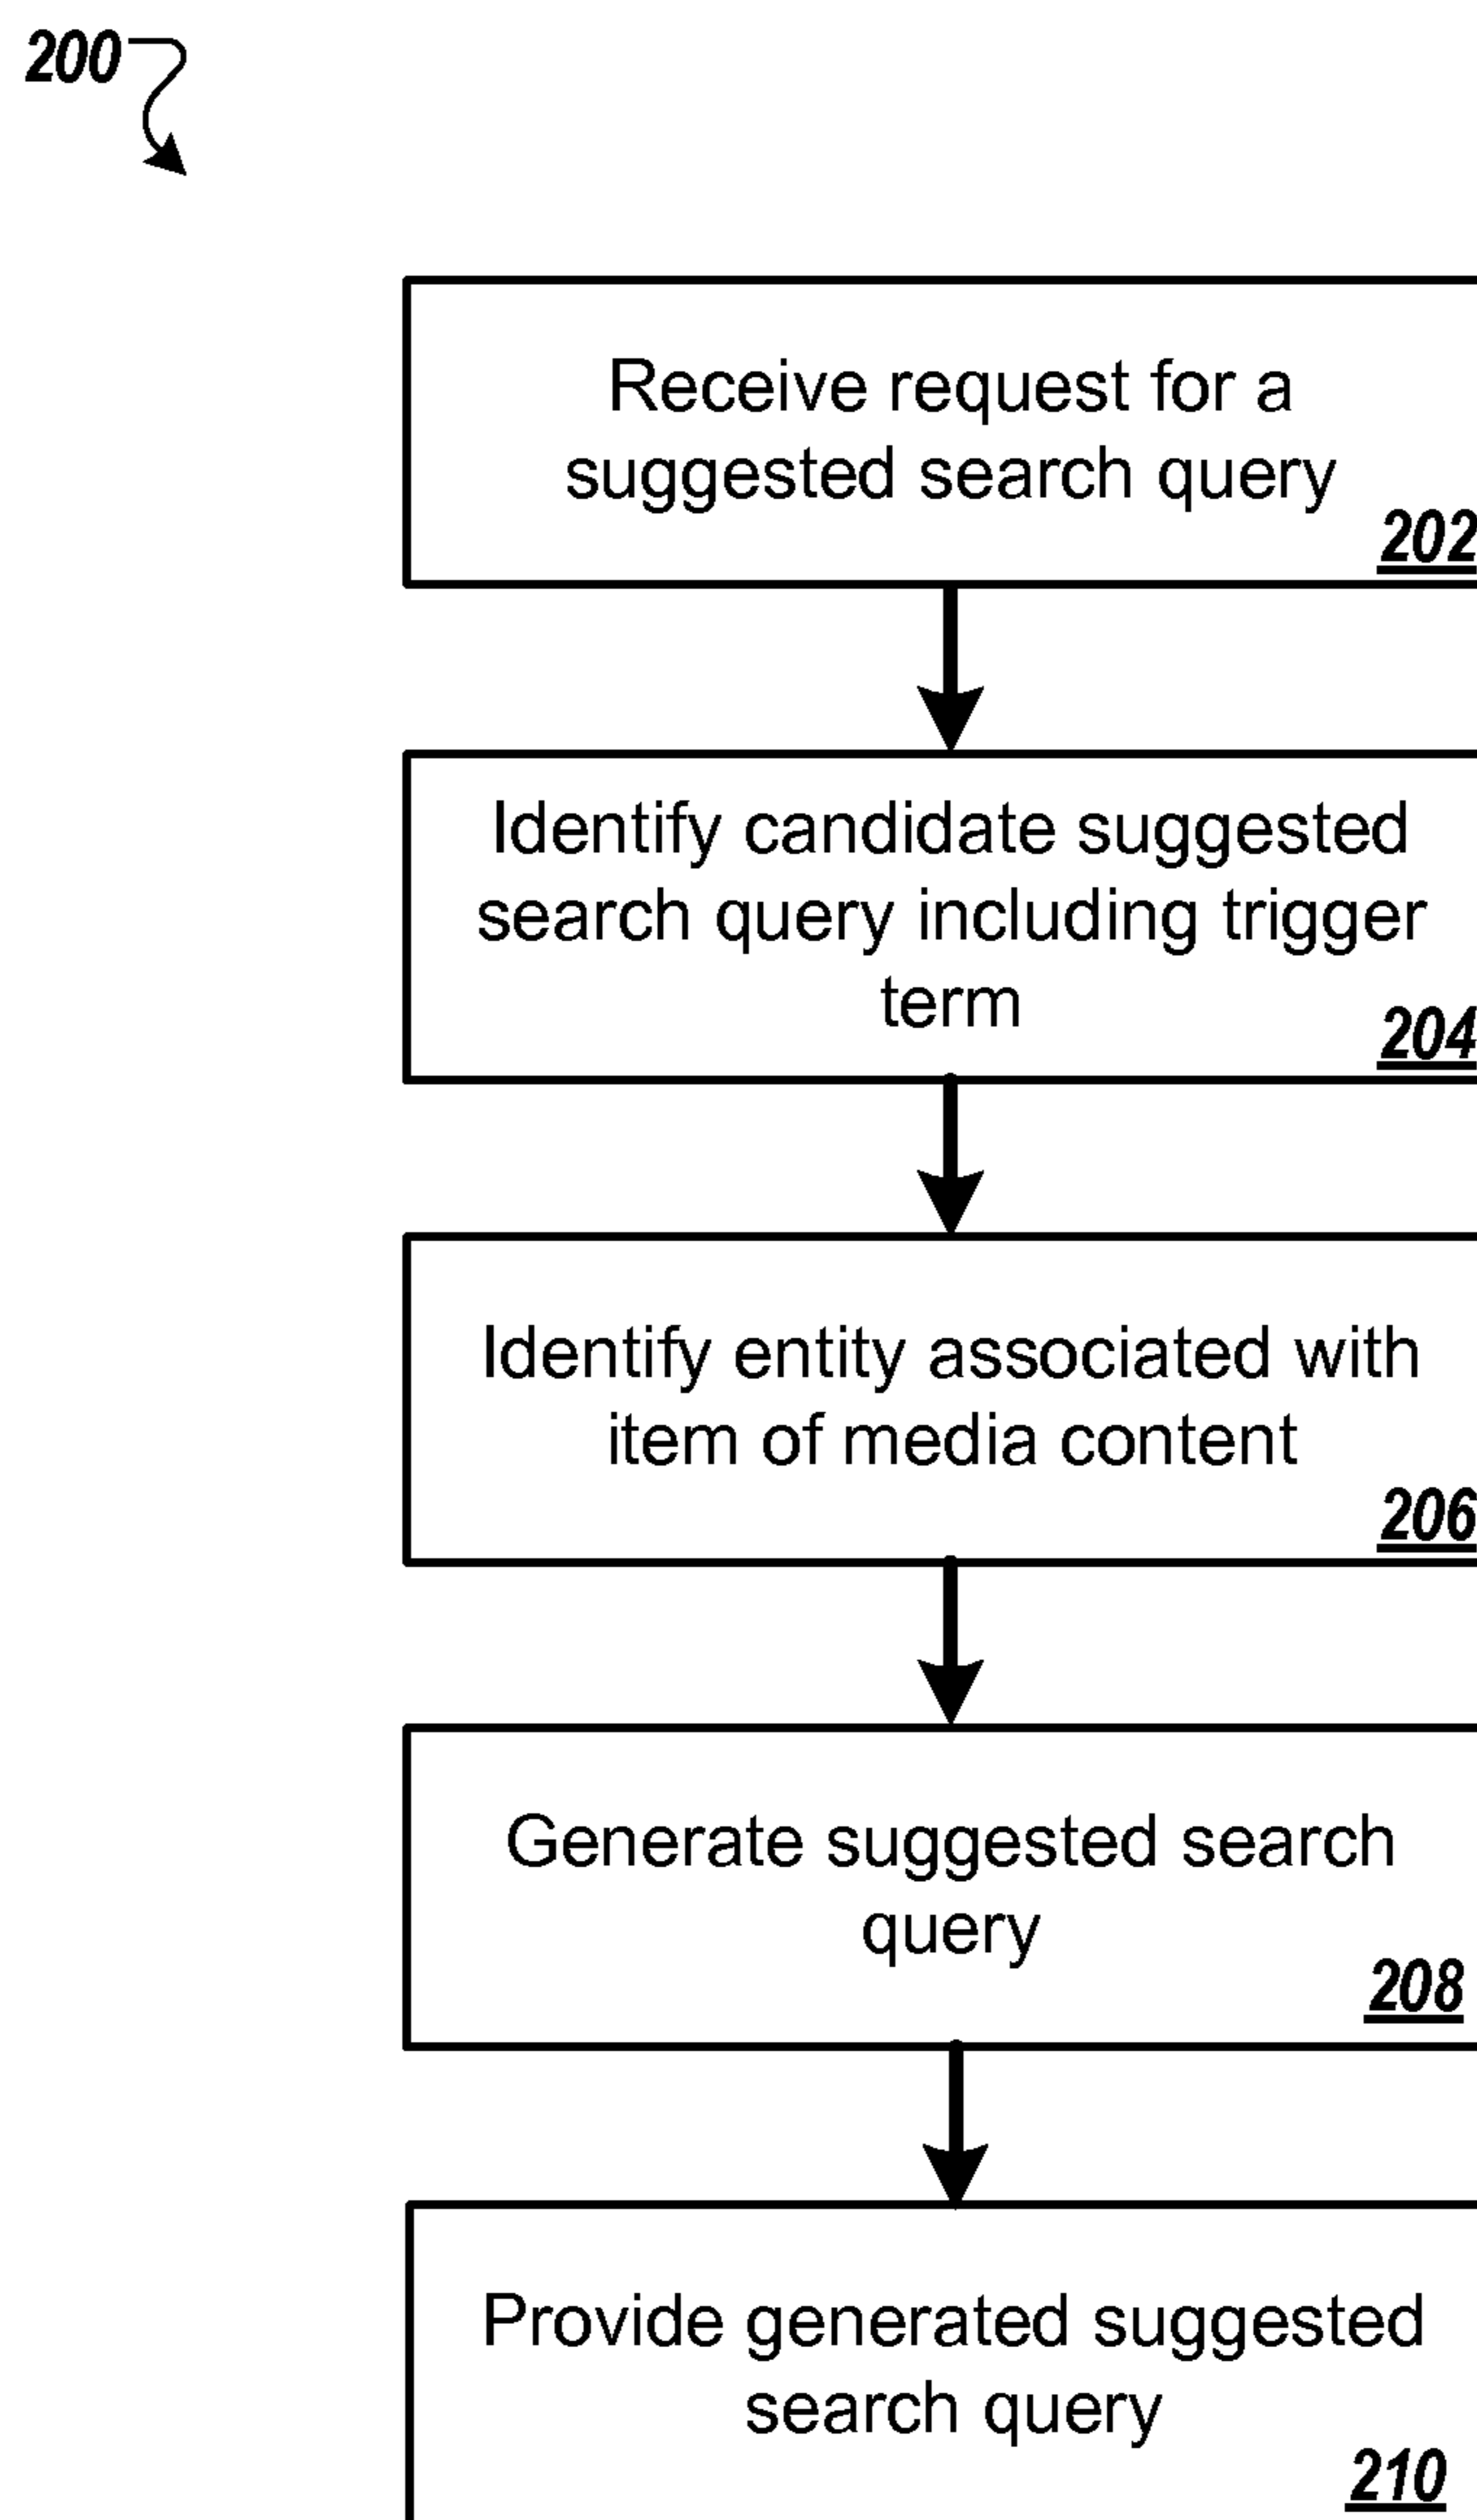 200
Receive request for a
suggested search query
202
Identify candidate suggested
search query including trigger
term
204
Identify entity associated with
item of media content
206
Generate suggested search
query
208
Provide generated suggested
search query
210